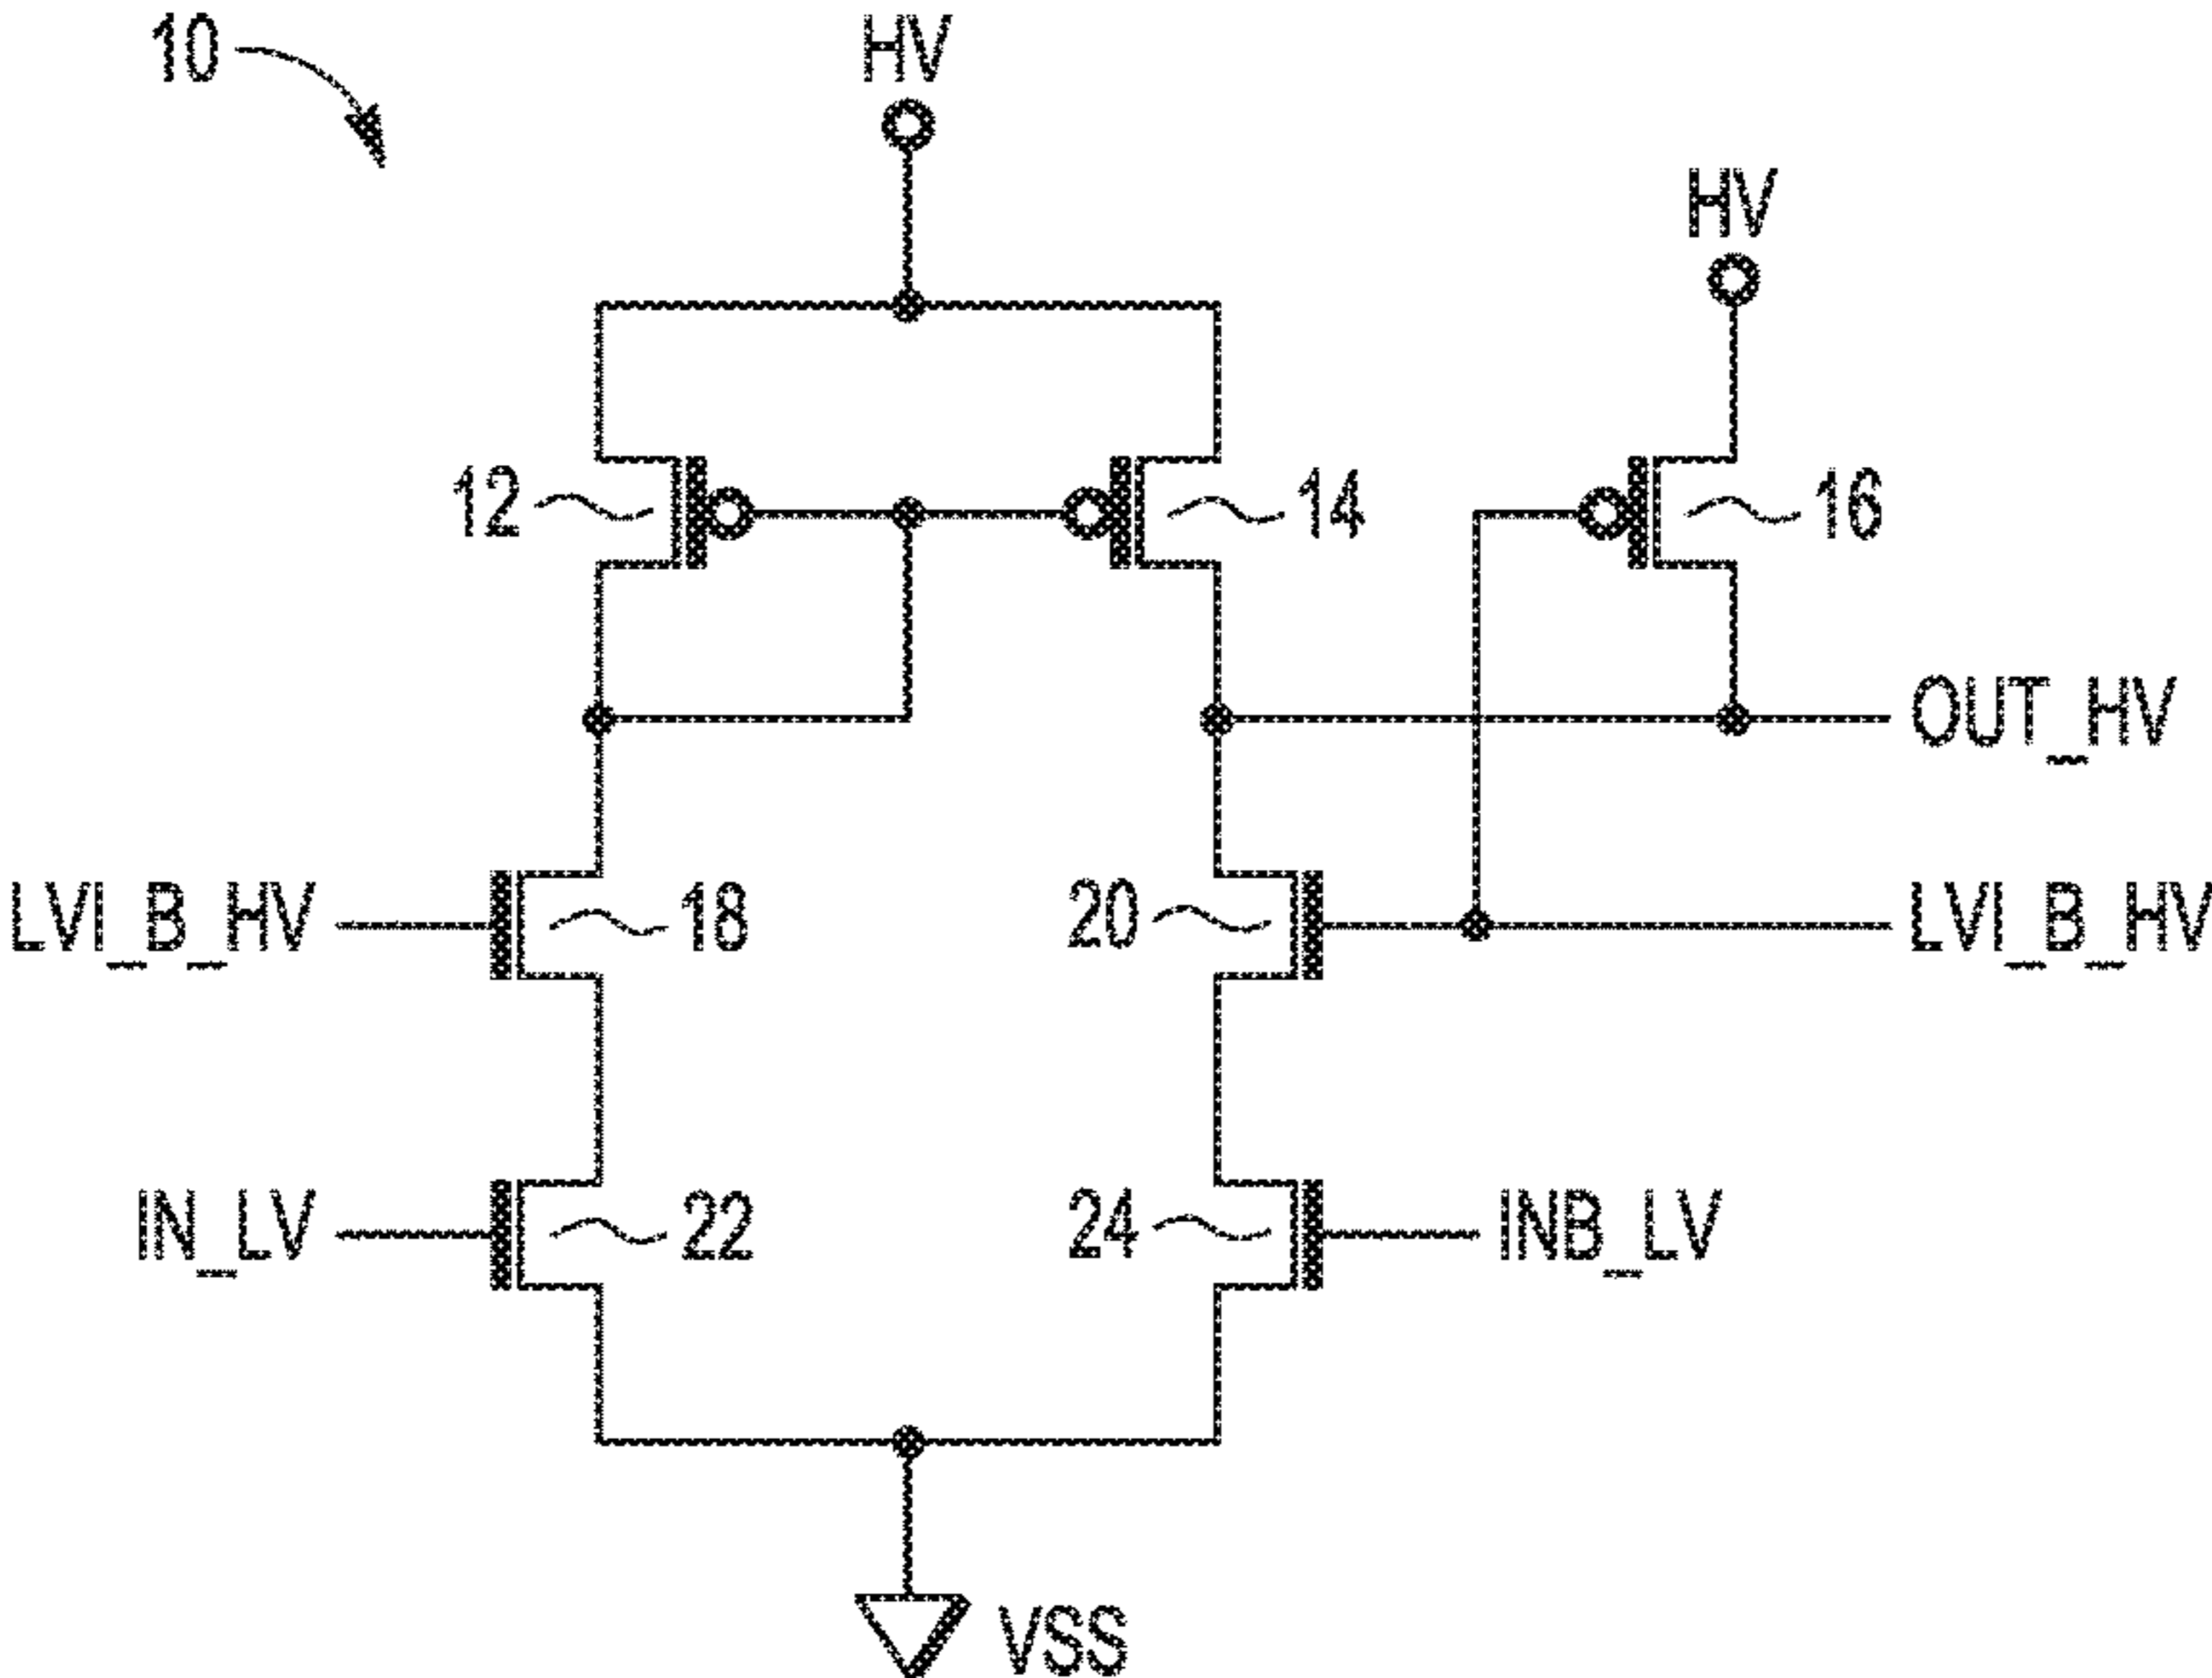 10
HV
HV
12
14
16
OUT_HV
LVI_B_HV
18
20
LVI_B_HV
IN_LV
22
24
INB_LV
VSS